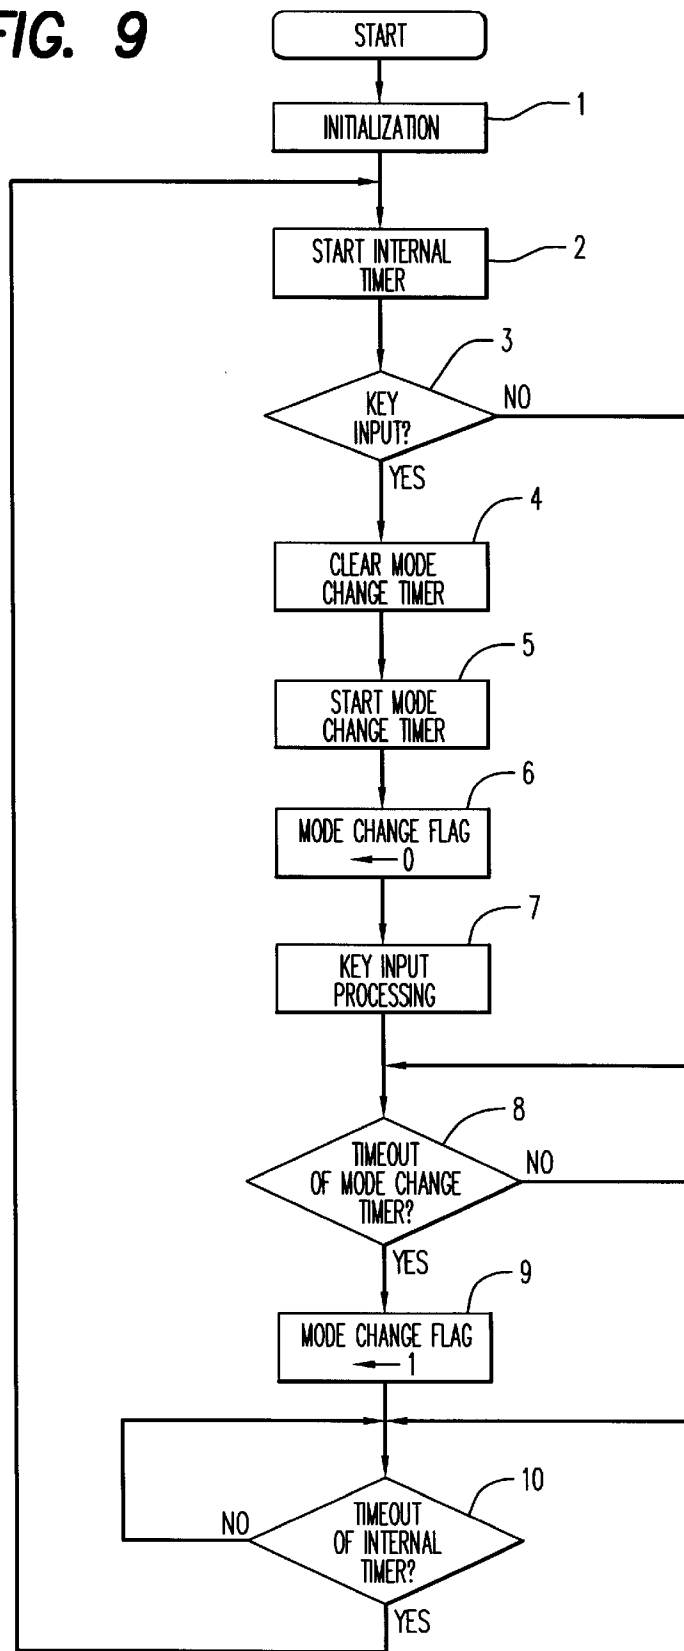 FIG. 9
START
INITIALIZATION
1
START INTERNAL
TIMER
2
3
KEY
INPUT?
NO
YES
4
CLEAR MODE
CHANGE TIMER
5
START MODE
CHANGE TIMER
6
MODE CHANGE FLAG
← 0
7
KEY INPUT
PROCESSING
8
TIMEOUT
OF MODE CHANGE
TIMER?
NO
YES
9
MODE CHANGE FLAG
← 1
10
TIMEOUT
OF INTERNAL
TIMER?
NO
YES